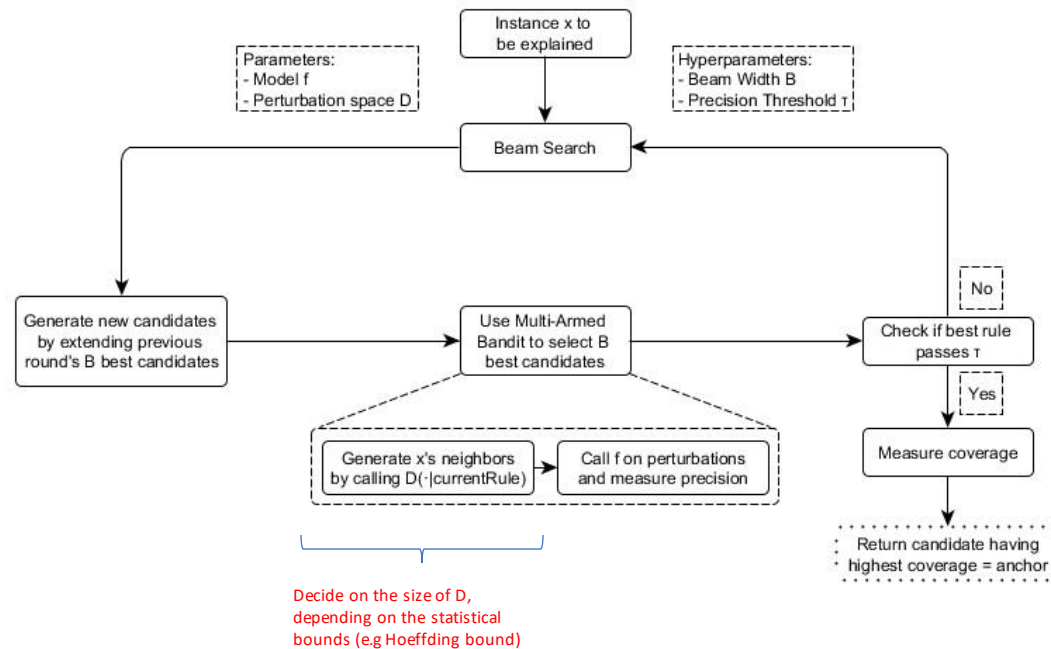 Instance x to
be explained
Parameters:
- Model f
- Perturbation space D
Hyperparameters:
- Beam Width B
- Precision Threshold τ
Beam Search
Generate new candidates
by extending previous
round's B best candidates
Use Multi-Armed
Bandit to select B
best candidates
No
Check if best rule
passes τ
Yes
Generate x's neighbors
by calling D(·|currentRule)
Call f on perturbations
and measure precision
Measure coverage
Return candidate having
highest coverage = anchor
Decide on the size of D,
depending on the statistical
bounds (e.g Hoeffding bound)